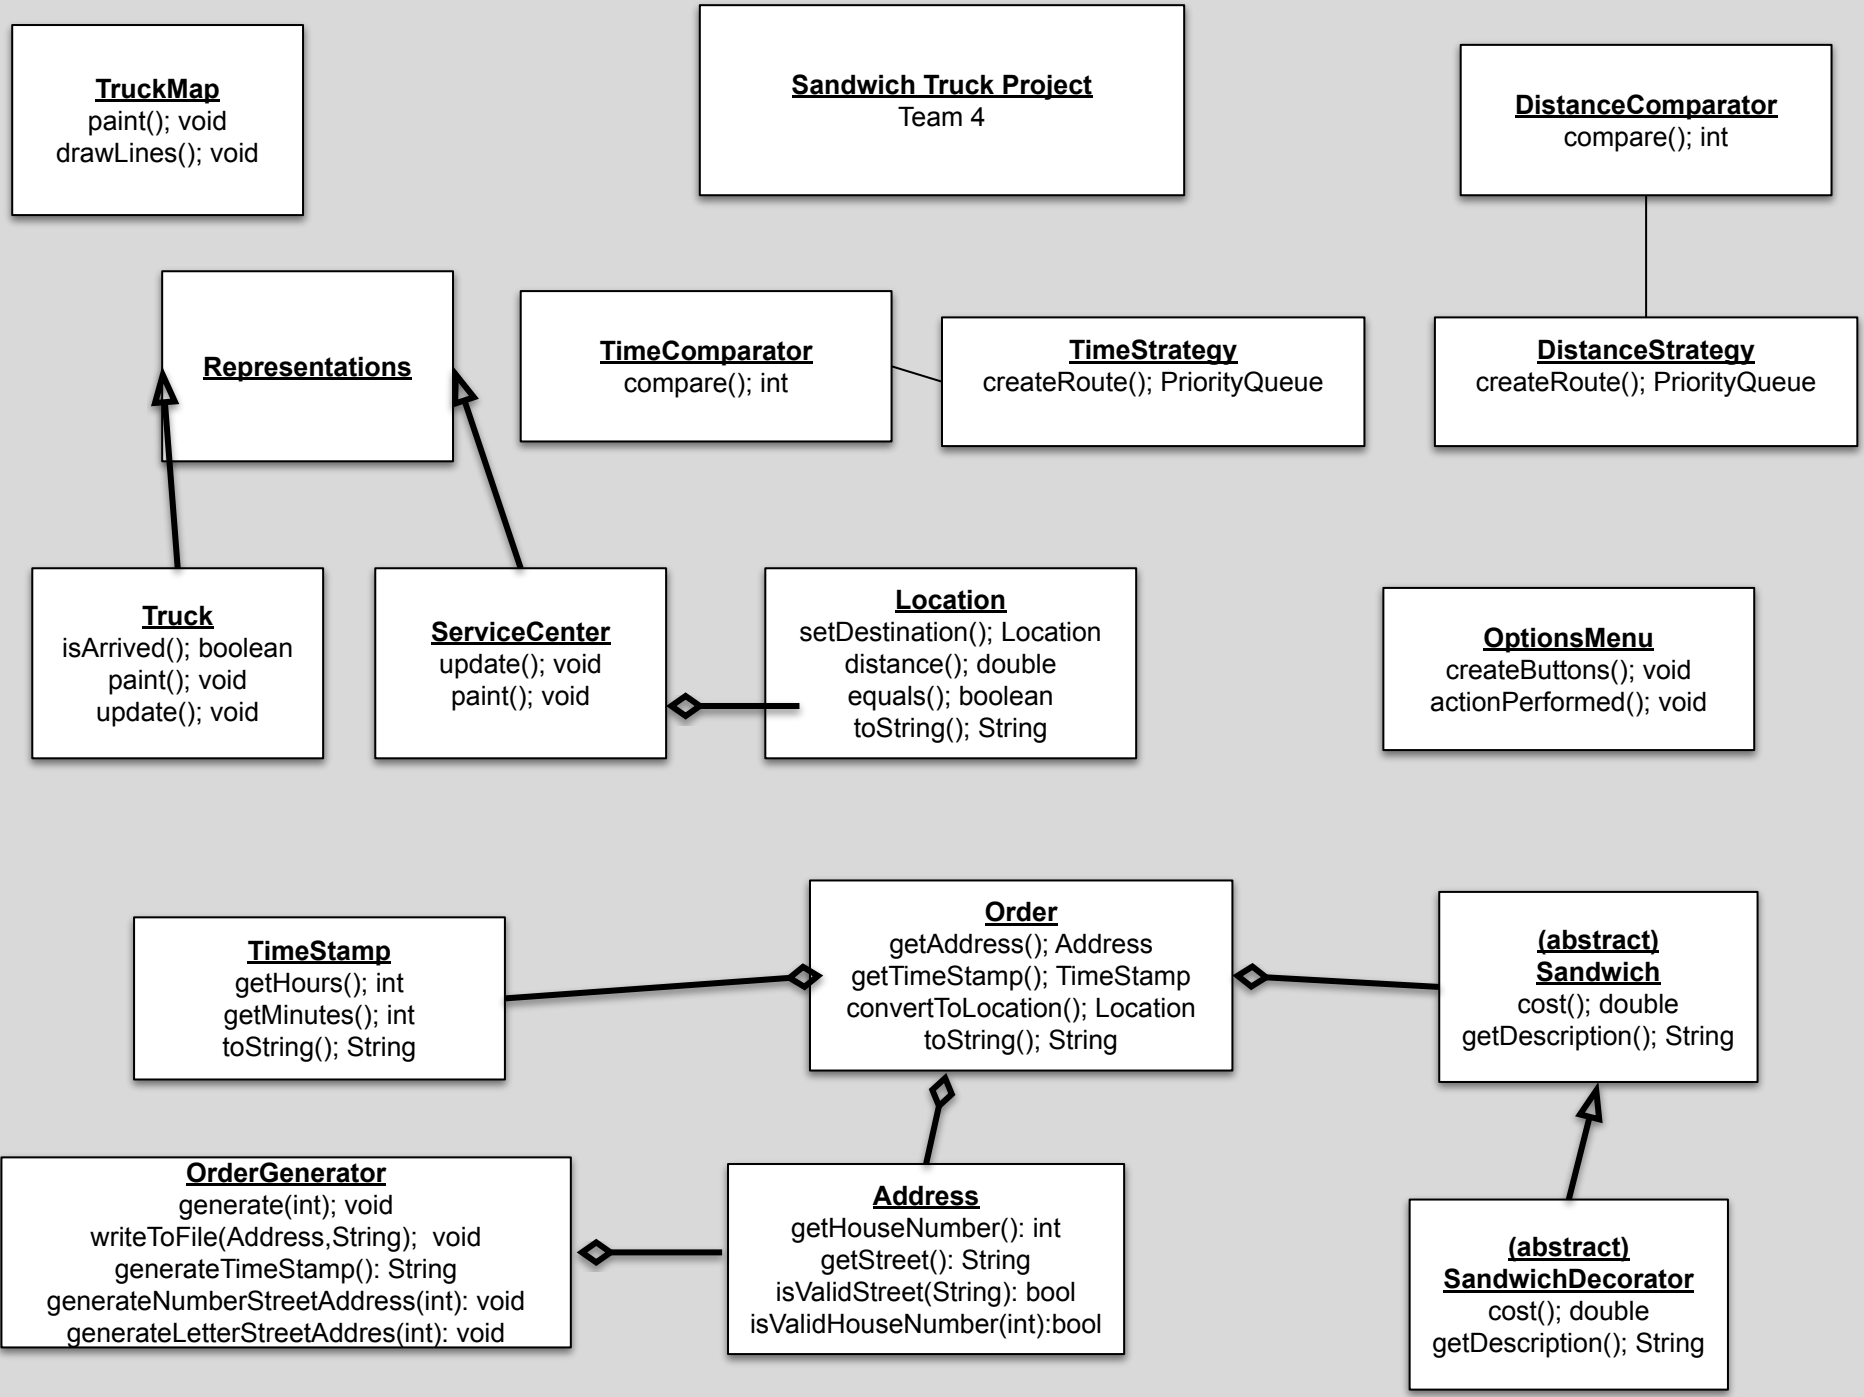 TruckMap
paint(); void
drawLines(); void
Sandwich Truck Project
Team 4
DistanceComparator
compare(); int
Representations
TimeComparator
compare(); int
TimeStrategy
createRoute(); PriorityQueue
DistanceStrategy
createRoute(); PriorityQueue
Truck
isArrived(); boolean
paint(); void
update(); void
ServiceCenter
update(); void
paint(); void
Location
setDestination(); Location
distance(); double
equals(); boolean
toString(); String
OptionsMenu
createButtons(); void
actionPerformed(); void
TimeStamp
getHours(); int
getMinutes(); int
toString(); String
Order
getAddress(); Address
getTimeStamp(); TimeStamp
convertToLocation(); Location
toString(); String
(abstract)
Sandwich
cost(); double
getDescription(); String
OrderGenerator
generate(int); void
writeToFile(Address,String);  void
generateTimeStamp(): String
generateNumberStreetAddress(int): void
generateLetterStreetAddres(int): void
Address
getHouseNumber(): int
getStreet(): String
isValidStreet(String): bool
isValidHouseNumber(int):bool
(abstract)
SandwichDecorator
cost(); double
getDescription(); String